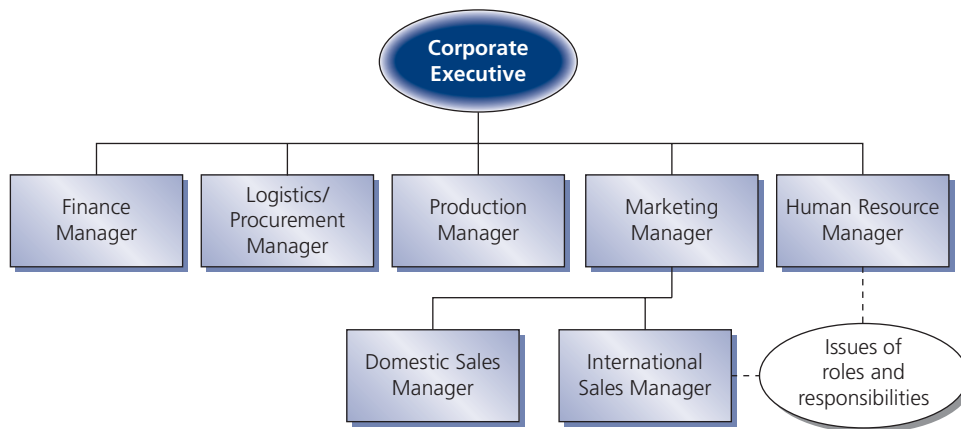 Corporate
Executive
Finance
Manager
Logistics/
Procurement
Manager
Production
Manager
Marketing
Manager
Human Resource
Manager
Domestic Sales
Manager
International
Sales Manager
Issues of
roles and
responsibilities